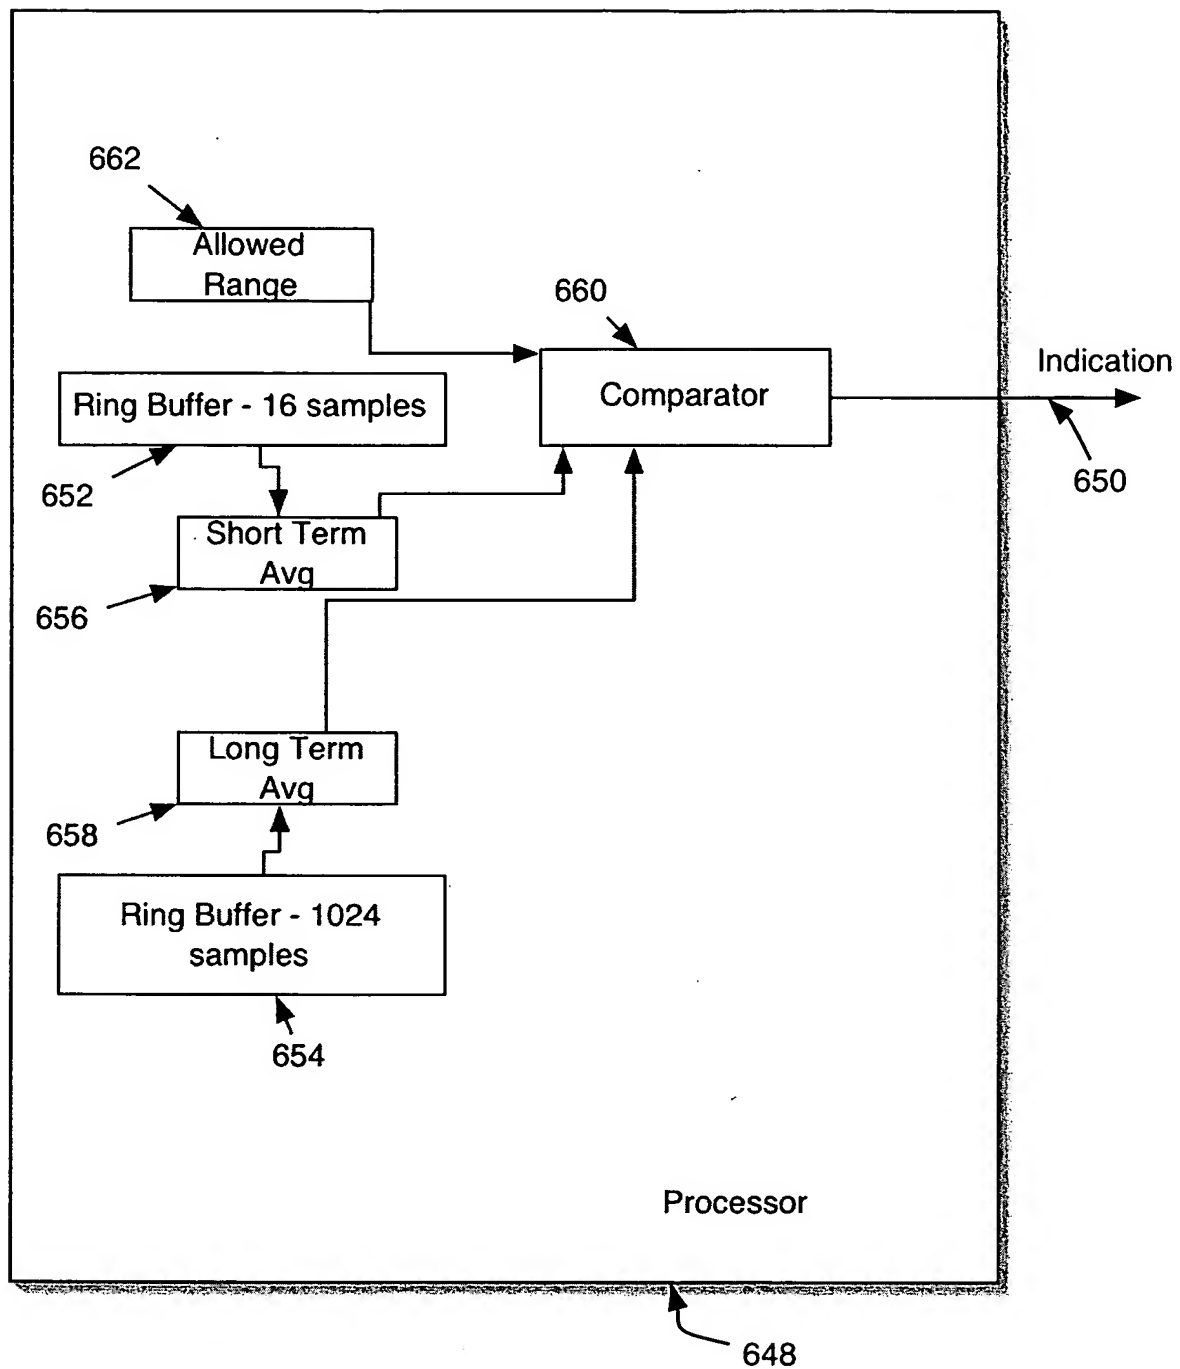 662
Allowed
Range
660
Indication
Comparator
Ring Buffer - 16 samples
650
652
Short Term
Avg
656
Long Term
Avg
658
Ring Buffer - 1024
samples
654
Processor
648